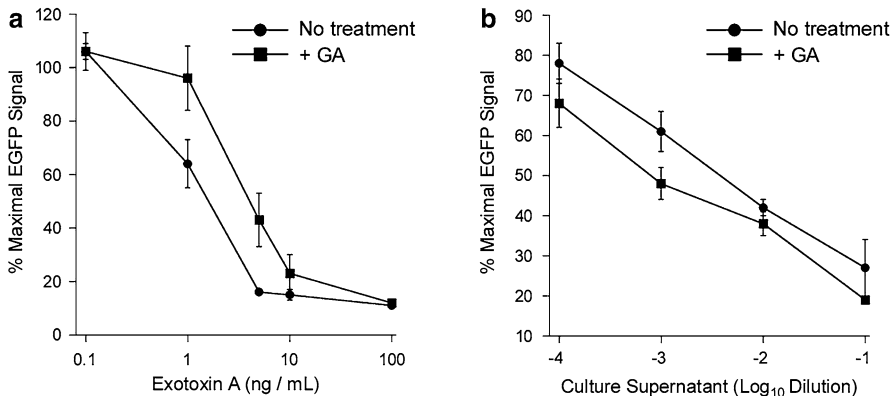 a
No treatment
+ GA
% Maximal EGFP Signal
120
100
80
60
40
20
0
0.1 1 10 100
Exotoxin A (ng / mL)
b
No treatment
+ GA
% Maximal EGFP Signal
90
80
70
60
50
40
30
20
10
-4 -3 -2 -1
Culture Supernatant (Log10 Dilution)